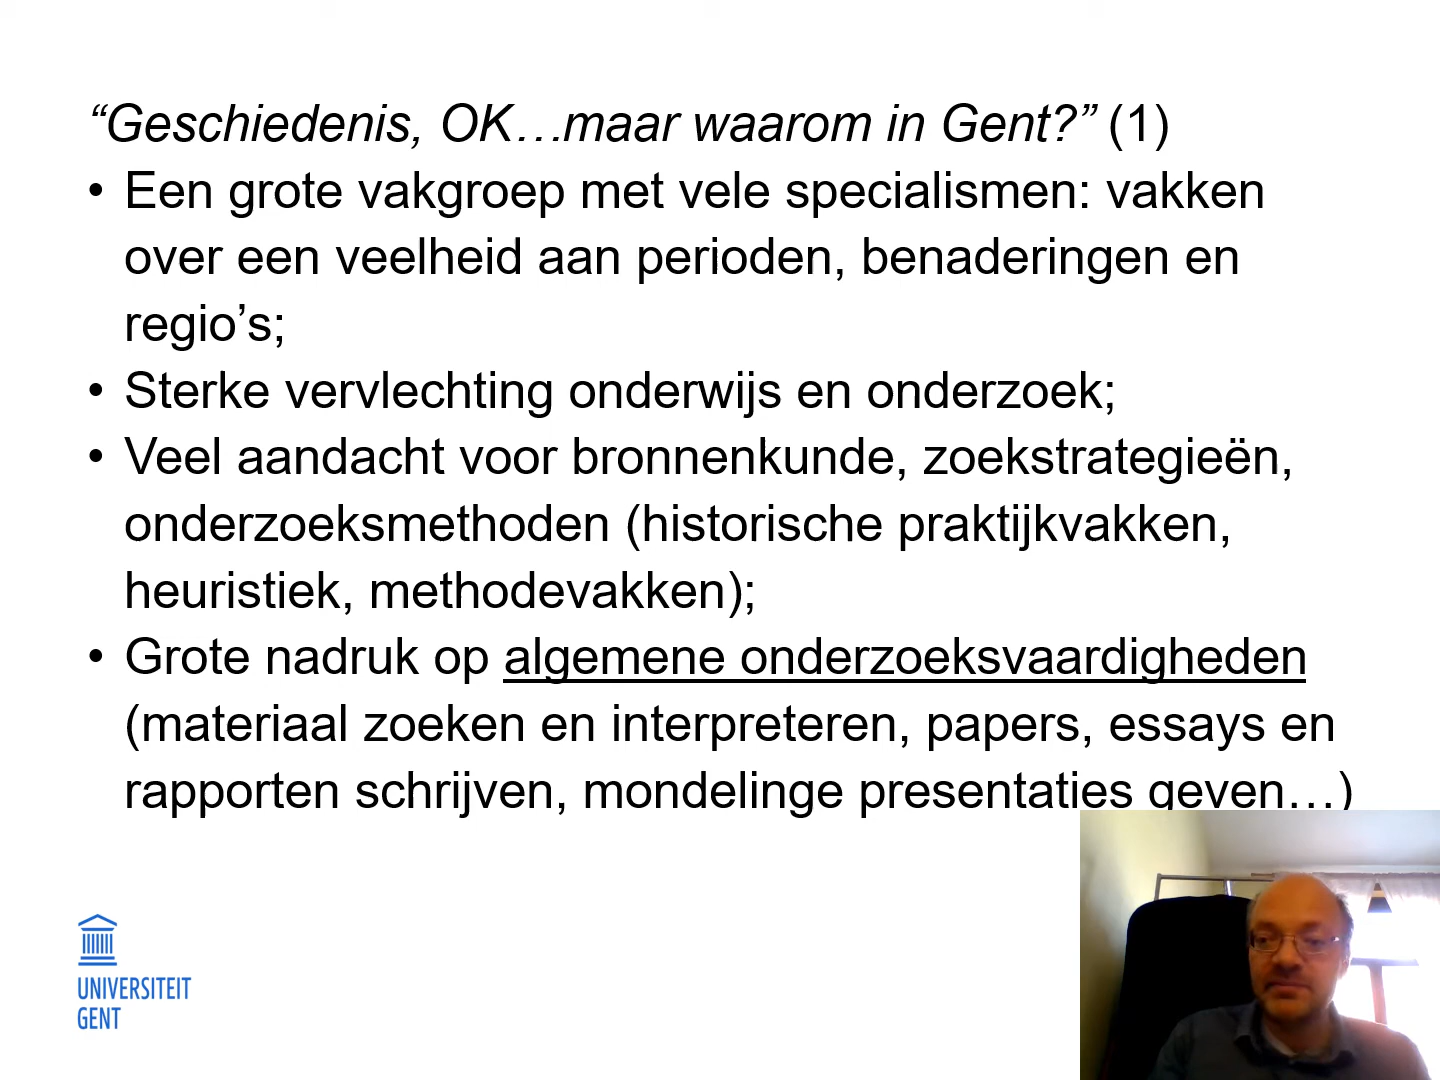 “Geschiedenis, OK…maar waarom in Gent?” (1)
• Een grote vakgroep met vele specialismen: vakken
over een veelheid aan perioden, benaderingen en
regio’s;
• Sterke vervlechting onderwijs en onderzoek;
• Veel aandacht voor bronnenkunde, zoekstrategieën,
onderzoeksmethoden (historische praktijkvakken,
heuristiek, methodevakken);
• Grote nadruk op algemene onderzoeksvaardigheden
(materiaal zoeken en interpreteren, papers, essays en
rapporten schrijven, mondelinge presentaties geven…)
UNIVERSITEIT
GENT